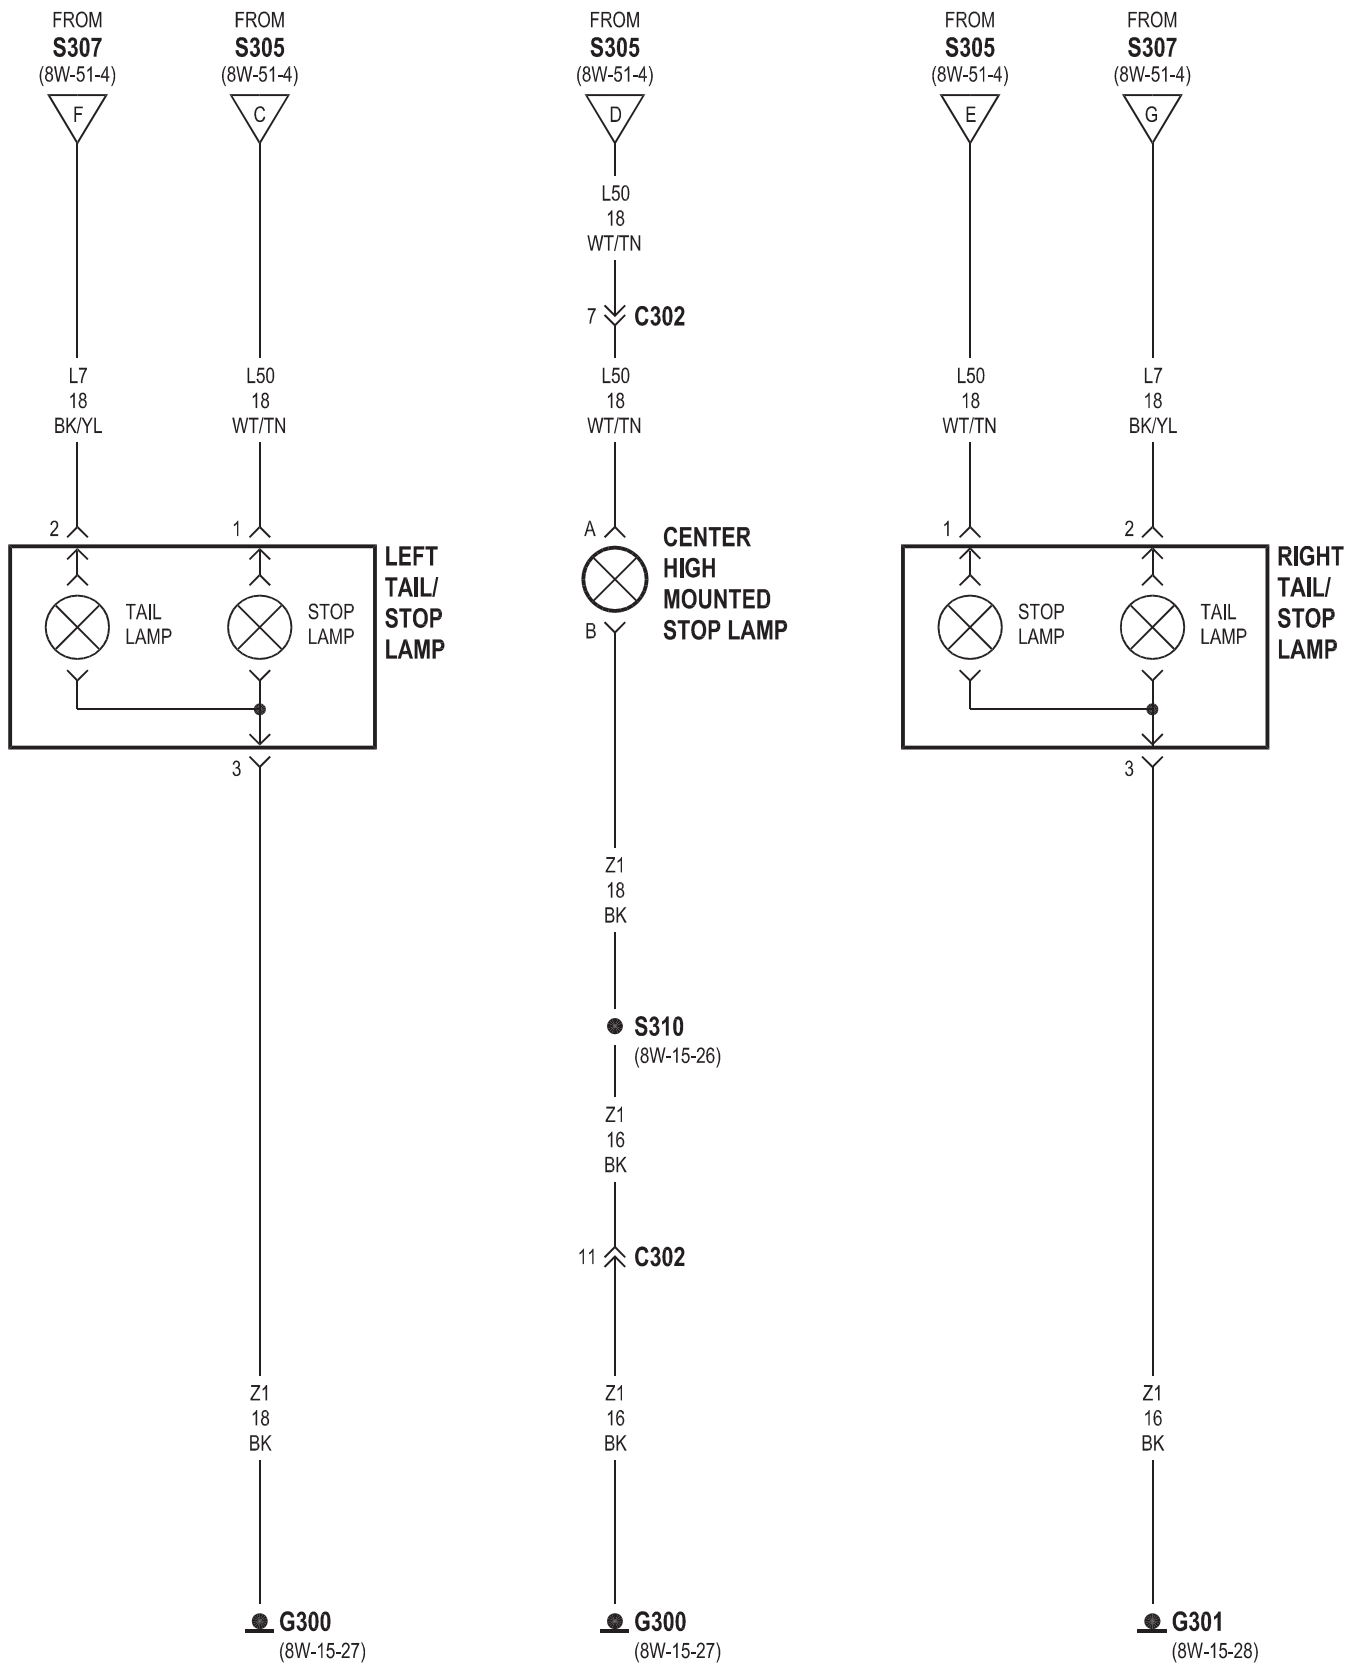 FROM
S307
(8W-51-4)
F
FROM
S305
(8W-51-4)
C
FROM
S305
(8W-51-4)
D
FROM
S305
(8W-51-4)
E
FROM
S307
(8W-51-4)
G
L50
18
WT/TN
7 C302
L7
18
BK/YL
L50
18
WT/TN
L50
18
WT/TN
L50
18
WT/TN
L7
18
BK/YL
2
1
TAIL
LAMP
STOP
LAMP
LEFT
TAIL/
STOP
LAMP
3
A
B
CENTER
HIGH
MOUNTED
STOP LAMP
1
2
STOP
LAMP
TAIL
LAMP
RIGHT
TAIL/
STOP
LAMP
3
Z1
18
BK
S310
(8W-15-26)
Z1
16
BK
11 C302
Z1
18
BK
Z1
16
BK
Z1
16
BK
G300
(8W-15-27)
G300
(8W-15-27)
G301
(8W-15-28)